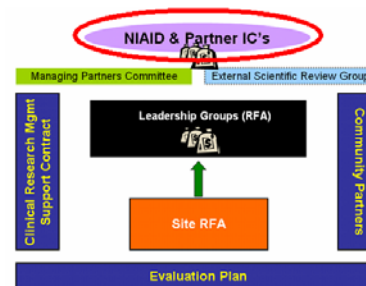 NIAID & Partner IC's
Managing Partners Committee
External Scientific Review Group
Clinical Research Mgmt
Support Contract
Leadership Groups (RFA)
Community
Partners
Site RFA
Evaluation Plan